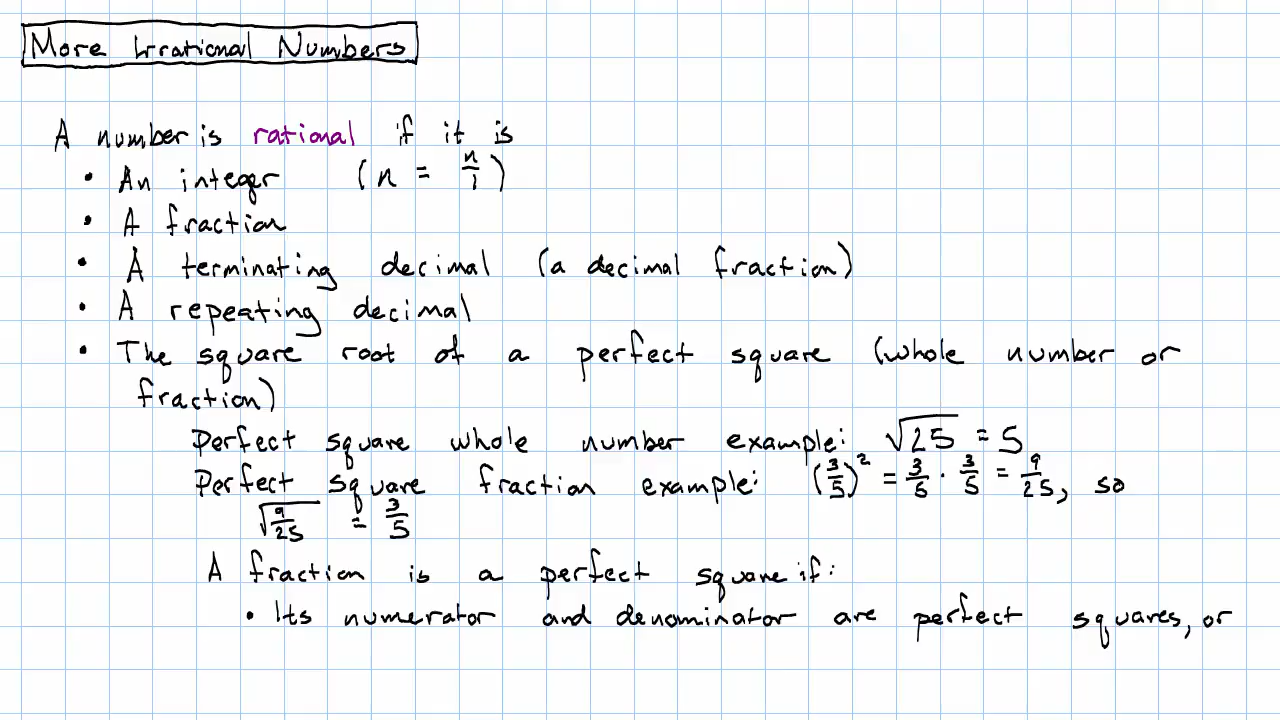 More Irrational Numbers
A number is rational if it is
• An integr (n = n/1)
• A fraction
• A terminating decimal (a decimal fraction)
• A repeating decimal
• The square root of a perfect square (whole number or
fraction)
Perfect square whole number example: √25 = 5
Perfect square fraction example: (3/5)² = 3/5 · 3/5 = 9/25, so
√(9/25) = 3/5
A fraction is a perfect square if:
• Its numerator and denominator are perfect squares, or